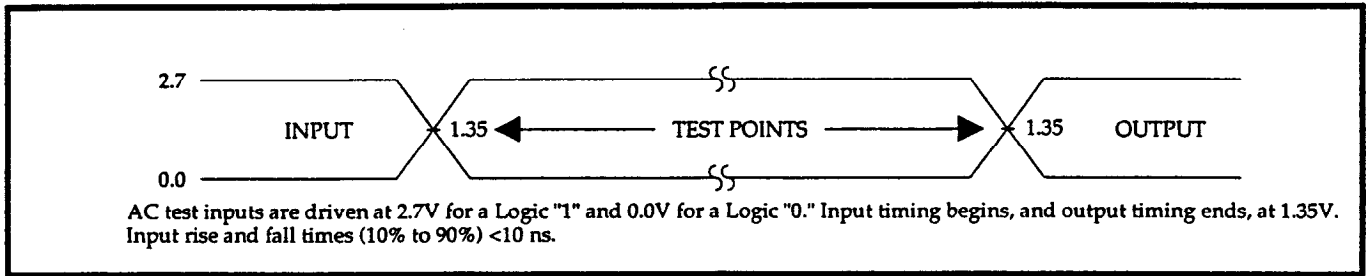 2.7
INPUT 1.35 TEST POINTS 1.35 OUTPUT
0.0
AC test inputs are driven at 2.7V for a Logic "1" and 0.0V for a Logic "0." Input timing begins, and output timing ends, at 1.35V.
Input rise and fall times (10% to 90%) <10 ns.